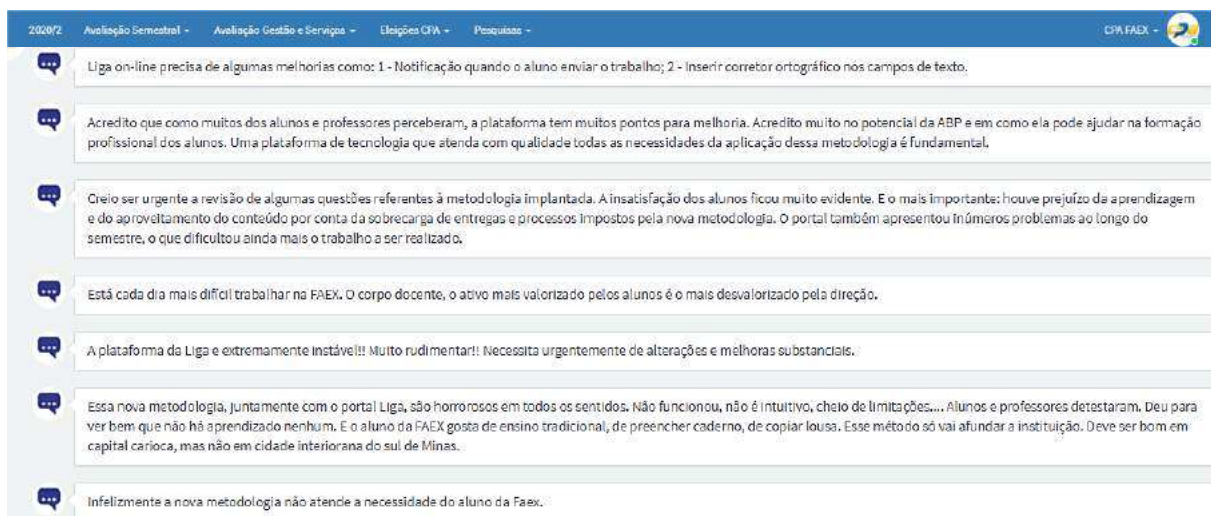 2020/2 Avaliação Semestral Avaliação Gestão e Serviços Eleições CPA Pesquisas CPA FAEX
Liga on-line precisa de algumas melhorias como: 1 - Notificação quando o aluno enviar o trabalho; 2 - Inserir corretor ortográfico nos campos de texto.
Acredito que como muitos dos alunos e professores perceberam, a plataforma tem muitos pontos para melhoria. Acredito muito no potencial da ABP e em como ela pode ajudar na formação
profissional dos alunos. Uma plataforma de tecnologia que atenda com qualidade todas as necessidades da aplicação dessa metodologia é fundamental.
Creio ser urgente a revisão de algumas questões referentes à metodologia implantada. A insatisfação dos alunos ficou muito evidente. E o mais importante: houve prejuízo da aprendizagem
e do aproveitamento do conteúdo por conta da sobrecarga de entregas e processos impostos pela nova metodologia. O portal também apresentou inúmeros problemas ao longo do
semestre, o que dificultou ainda mais o trabalho a ser realizado.
Está cada dia mais difícil trabalhar na FAEX. O corpo docente, o ativo mais valorizado pelos alunos é o mais desvalorizado pela direção.
A plataforma da Liga e extremamente instável!! Muito rudimentar!! Necessita urgentemente de alterações e melhoras substanciais.
Essa nova metodologia, juntamente com o portal Liga, são horrorosos em todos os sentidos. Não funcionou, não é intuitivo, cheio de limitações.... Alunos e professores detestaram. Deu para
ver bem que não há aprendizado nenhum. E o aluno da FAEX gosta de ensino tradicional, de preencher caderno, de copiar lousa. Esse método só vai afundar a instituição. Deve ser bom em
capital carioca, mas não em cidade interiorana do sul de Minas.
Infelizmente a nova metodologia não atende a necessidade do aluno da Faex.